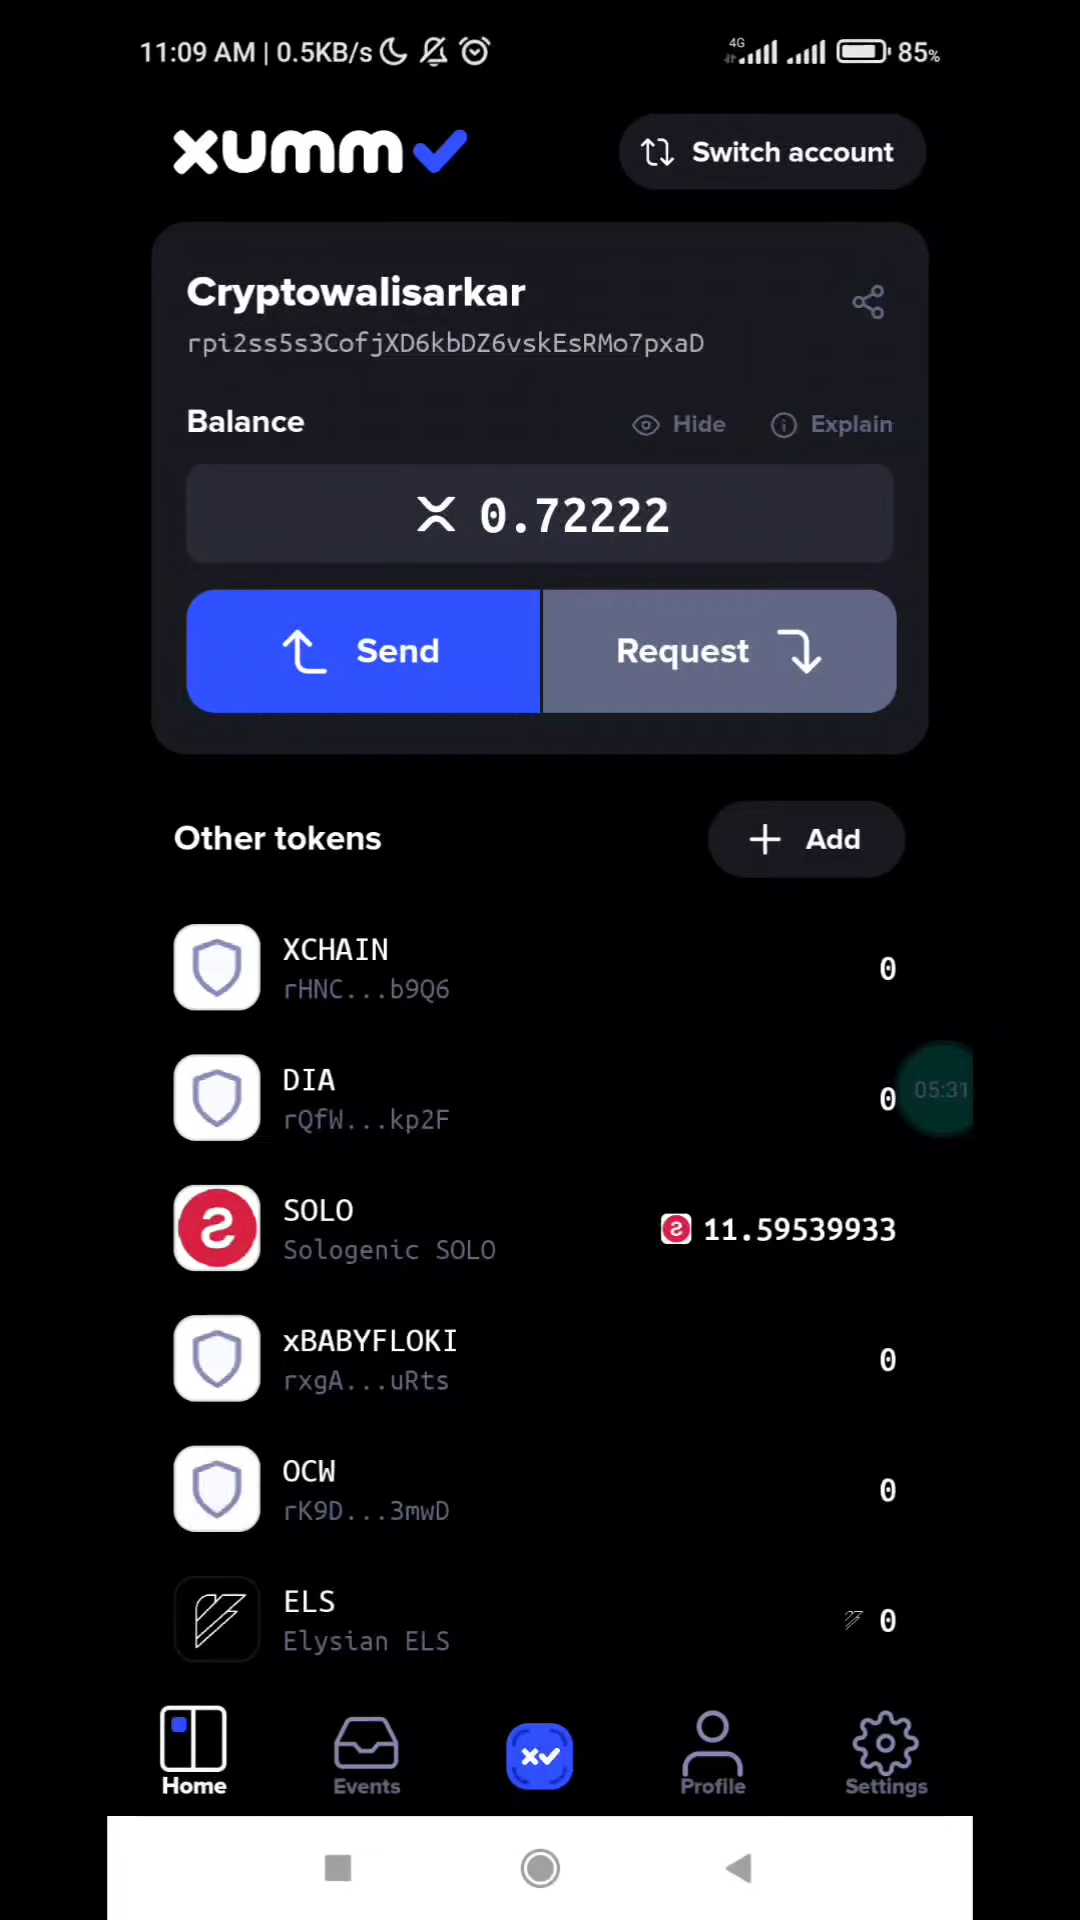 11:09 AM | 0.5KB/s 4G 85%
xumm Switch account
Cryptowalisarkar
rpi2ss5s3CofjXD6kbDZ6vskEsRMo7pxaD
Balance Hide Explain
0.72222
Send Request
Other tokens Add
XCHAIN
rHNC...b9Q6 0
DIA
rQfW...kp2F 0
05:31
SOLO
Sologenic SOLO 11.59539933
xBABYFLOKI
rxgA...uRts 0
OCW
rK9D...3mwD 0
ELS
Elysian ELS 0
Home Events Profile Settings